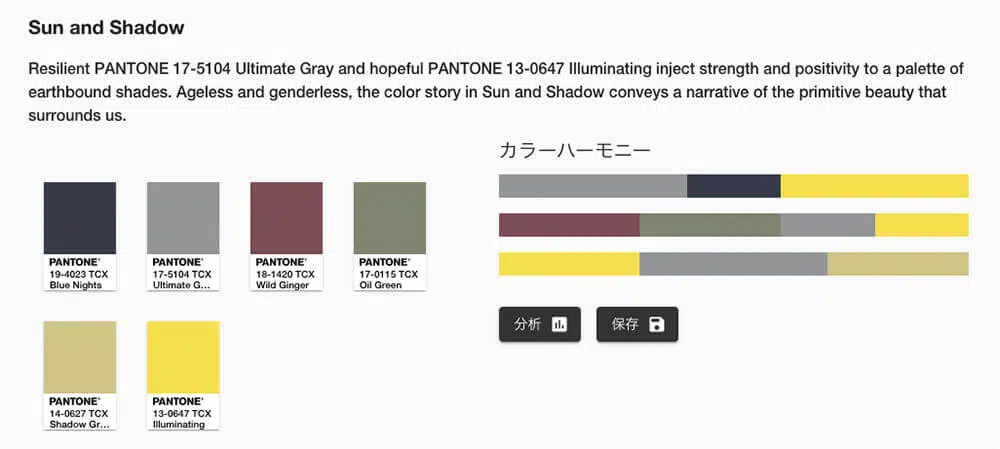 Sun and Shadow
Resilient PANTONE 17-5104 Ultimate Gray and hopeful PANTONE 13-0647 Illuminating inject strength and positivity to a palette of
earthbound shades. Ageless and genderless, the color story in Sun and Shadow conveys a narrative of the primitive beauty that
surrounds us.
カラーハーモニー
PANTONE®
19-4023 TCX
Blue Nights
PANTONE®
17-5104 TCX
Ultimate G...
PANTONE®
18-1420 TCX
Wild Ginger
PANTONE®
17-0115 TCX
Oil Green
分析
保存
PANTONE®
14-0627 TCX
Shadow Gr...
PANTONE®
13-0647 TCX
Illuminating